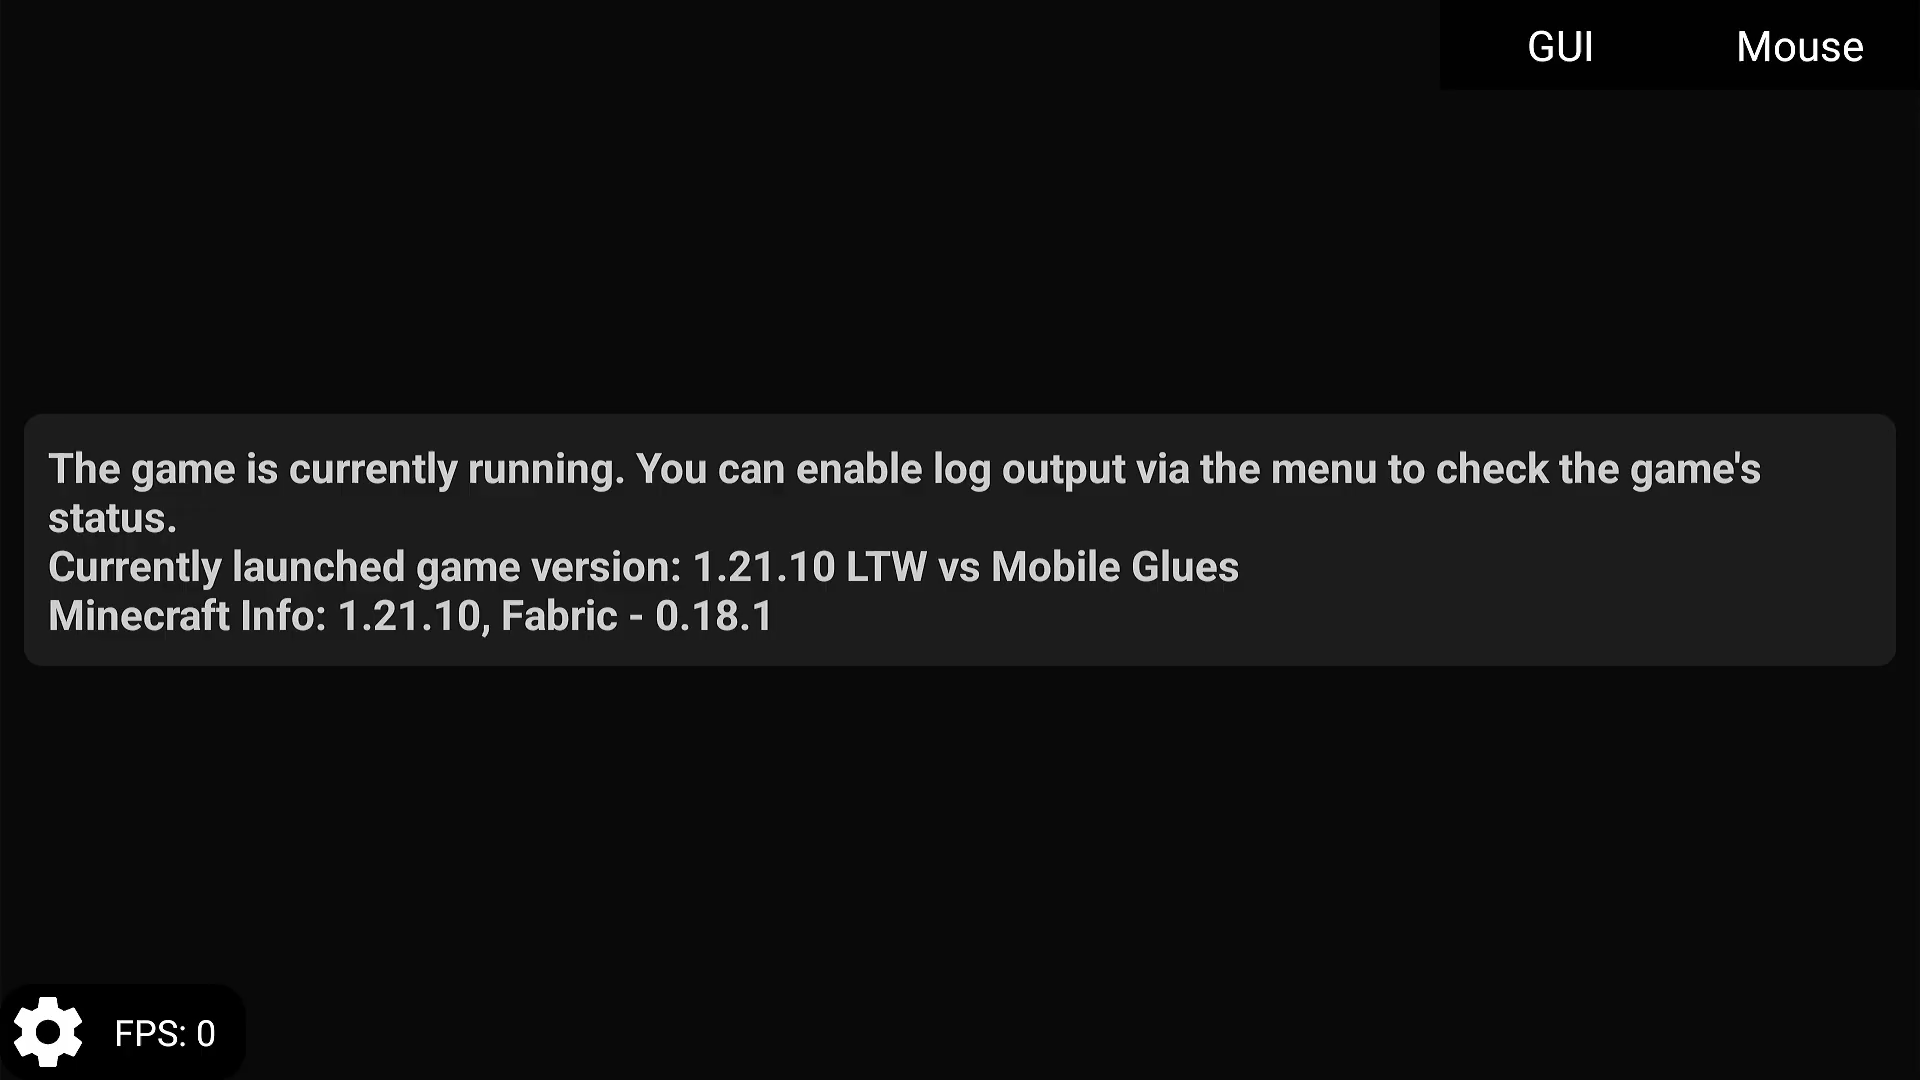 GUI Mouse
The game is currently running. You can enable log output via the menu to check the game's
status.
Currently launched game version: 1.21.10 LTW vs Mobile Glues
Minecraft Info: 1.21.10, Fabric - 0.18.1
FPS: 0